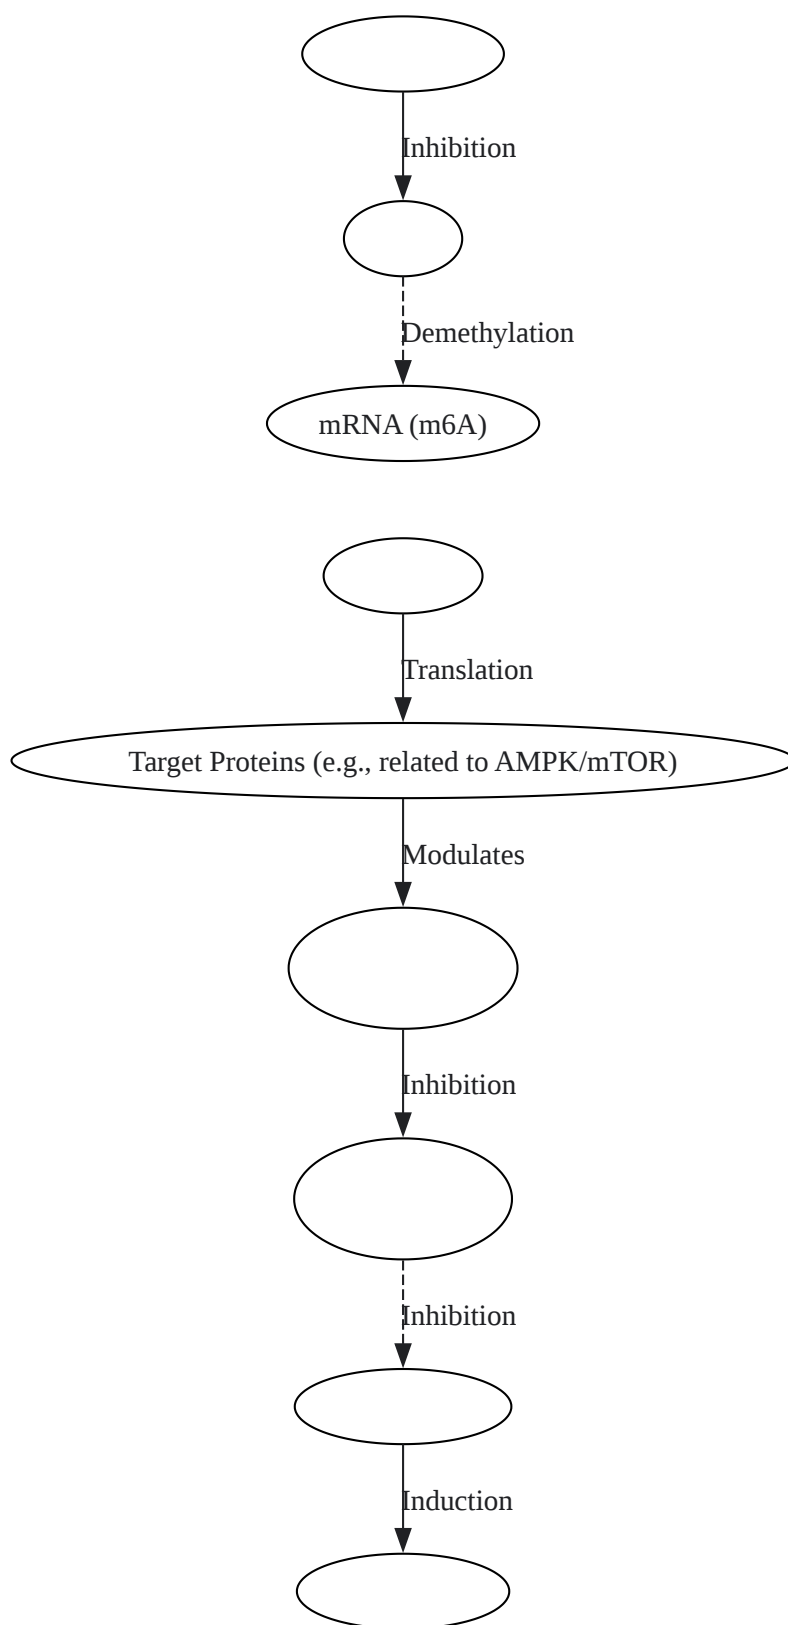 Inhibition
Demethylation
mRNA (m6A)
Translation
Target Proteins (e.g., related to AMPK/mTOR)
Modulates
Inhibition
Inhibition
Induction